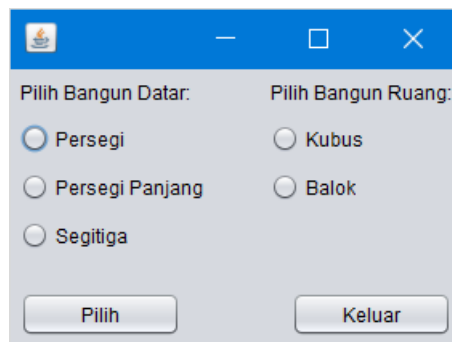 Pilih Bangun Datar: Pilih Bangun Ruang:
Persegi Kubus
Persegi Panjang Balok
Segitiga
Pilih Keluar